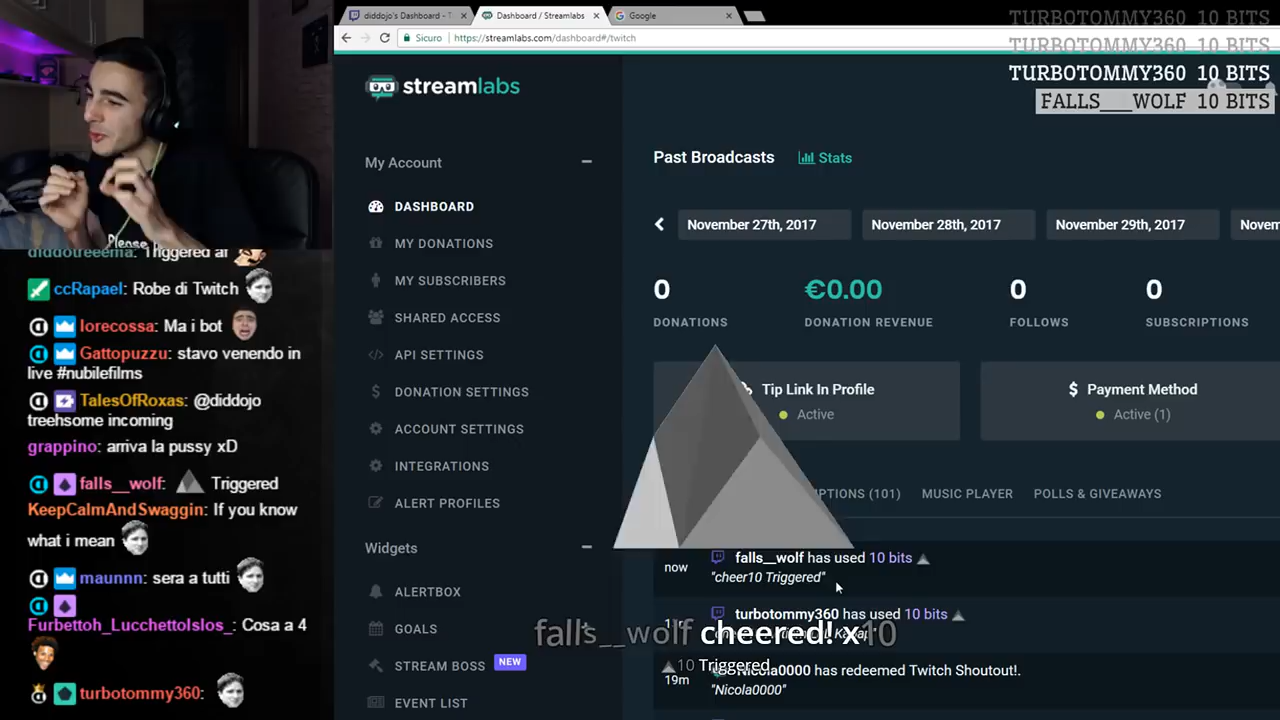 diddojo's Dashboard - T
Dashboard / Streamlabs
Google
Sicuro
https://streamlabs.com/dashboard#/twitch
TURBOTOMMY360 10 BITS
TURBOTOMMY360 10 BITS
TURBOTOMMY360 10 BITS
FALLS__WOLF 10 BITS
streamlabs
My Account
DASHBOARD
MY DONATIONS
MY SUBSCRIBERS
SHARED ACCESS
API SETTINGS
DONATION SETTINGS
ACCOUNT SETTINGS
INTEGRATIONS
ALERT PROFILES
Widgets
ALERTBOX
GOALS
STREAM BOSS NEW
EVENT LIST
Past Broadcasts Stats
November 27th, 2017 November 28th, 2017 November 29th, 2017
0 €0.00 0 0
DONATIONS DONATION REVENUE FOLLOWS SUBSCRIPTIONS
Tip Link In Profile
Active
$ Payment Method
Active (1)
(101) MUSIC PLAYER POLLS & GIVEAWAYS
now
falls__wolf has used 10 bits
"cheer10 Triggered"
turbotommy360 has used 10 bits
falls__wolf cheered! x10
10 Triggered
19m
Nicola0000 has redeemed Twitch Shoutout!.
"Nicola0000"
Please
diddotreeema: Triggered af
ccRapael: Robe di Twitch
lorecossa: Ma i bot
Gattopuzzu: stavo venendo in
live #nubilefilms
TalesOfRoxas: @diddojo
treehsome incoming
grappino: arriva la pussy xD
falls__wolf: Triggered
KeepCalmAndSwaggin: If you know
what i mean
maunnn: sera a tutti
Furbettoh_LucchettoIslos_: Cosa a 4
turbotommy360: